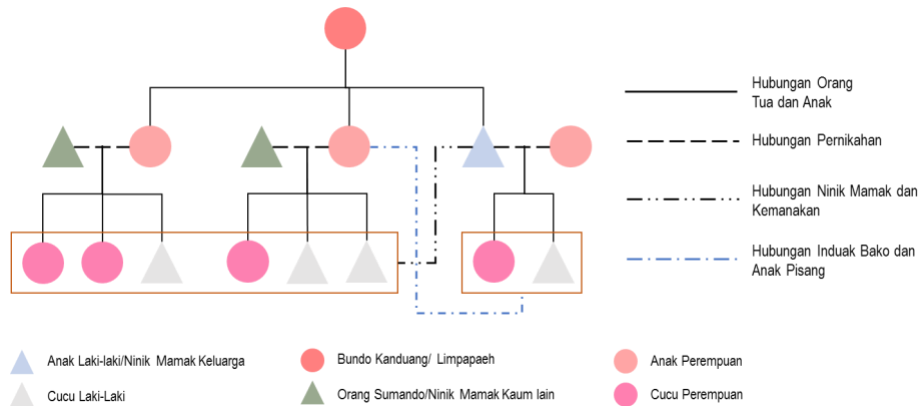 Hubungan Orang
Tua dan Anak
Hubungan Pernikahan
Hubungan Ninik Mamak dan
Kemanakan
Hubungan Induak Bako dan
Anak Pisang
Anak Laki-laki/Ninik Mamak Keluarga
Bundo Kanduang/ Limpapaeh
Anak Perempuan
Cucu Laki-Laki
Orang Sumando/Ninik Mamak Kaum lain
Cucu Perempuan